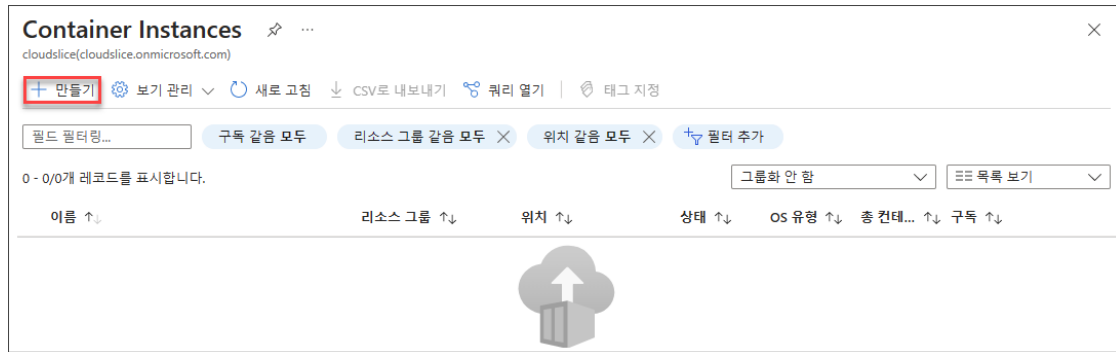 Container Instances
cloudslice(cloudslice.onmicrosoft.com)
만들기 보기 관리 새로 고침 CSV로 내보내기 쿼리 열기 태그 지정
필드 필터링... 구독 같음 모두 리소스 그룹 같음 모두 위치 같음 모두 필터 추가
0 - 0/0개 레코드를 표시합니다. 그룹화 안 함 목록 보기
이름 리소스 그룹 위치 상태 OS 유형 총 컨테... 구독